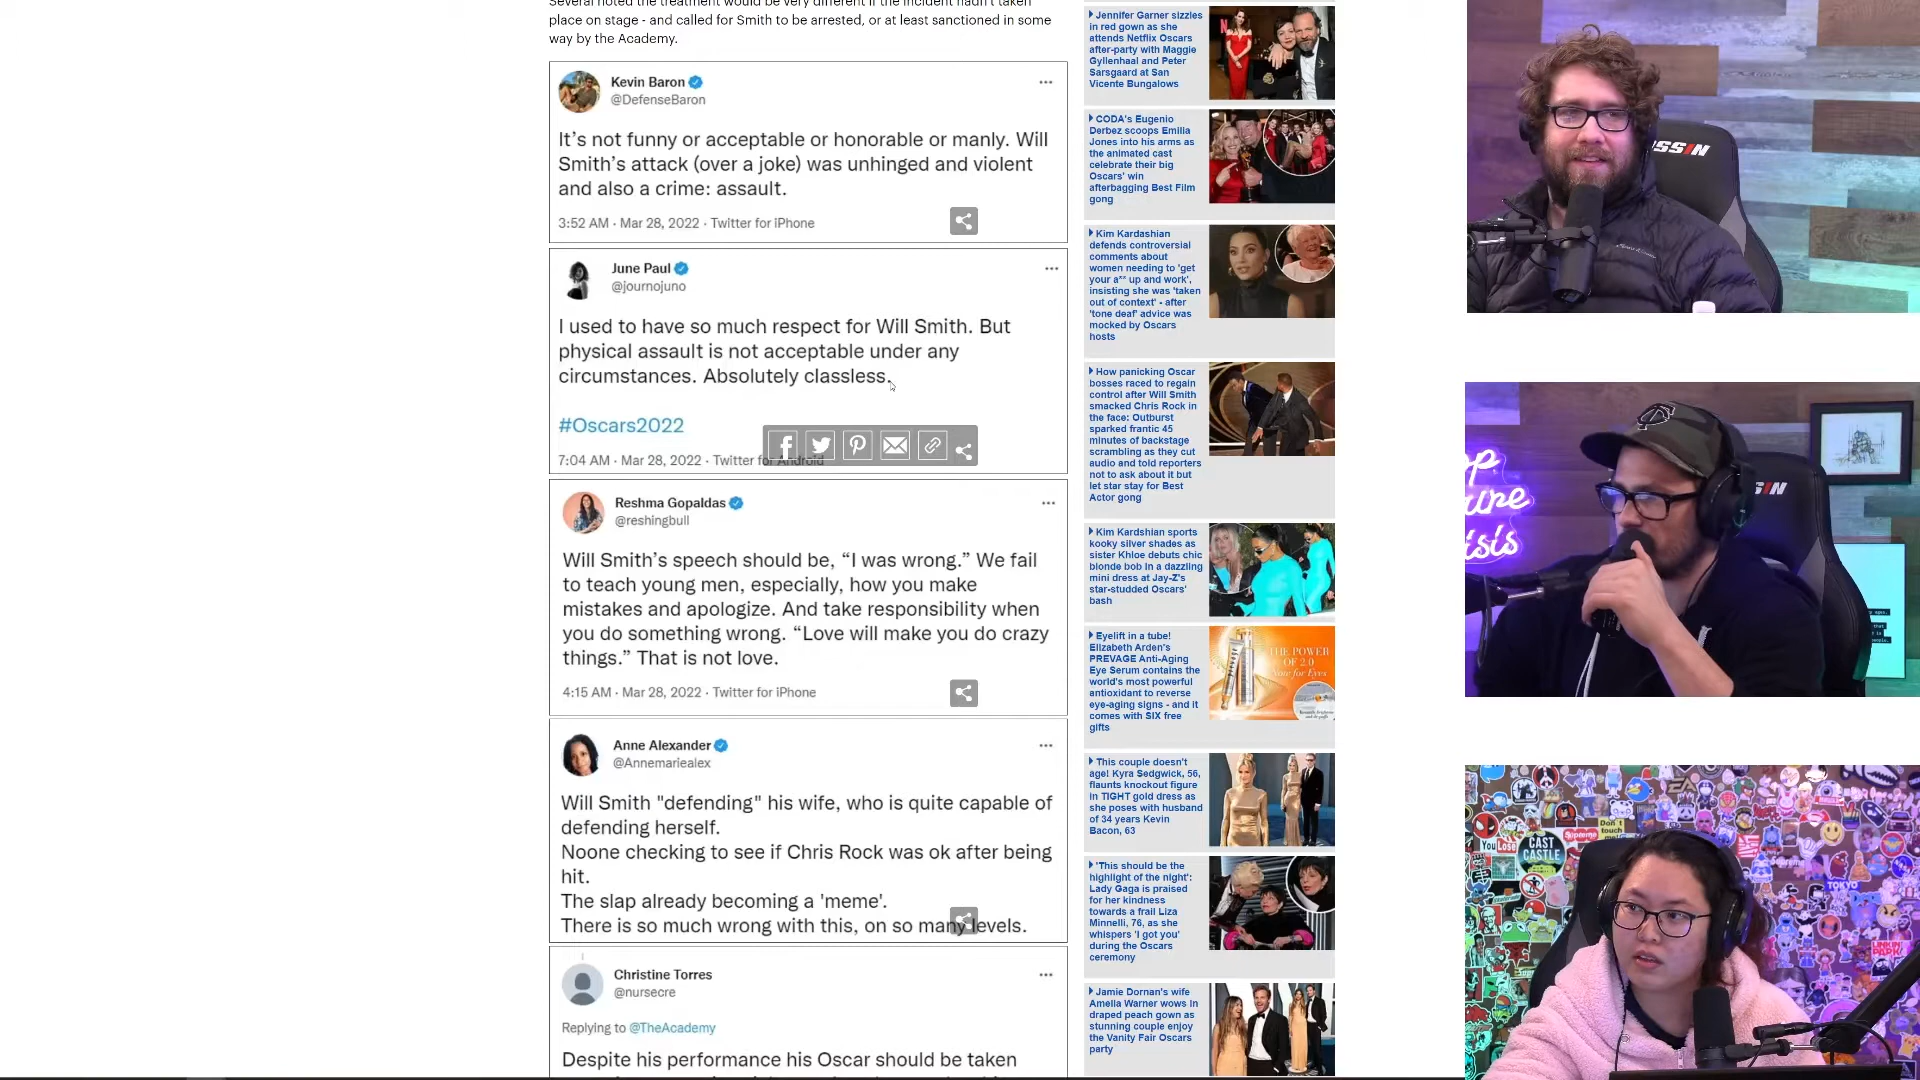 Several noted the treatment would be very different if the incident hadn't taken
place on stage - and called for Smith to be arrested, or at least sanctioned in some
way by the Academy.
Kevin Baron
@DefenseBaron
It's not funny or acceptable or honorable or manly. Will
Smith's attack (over a joke) was unhinged and violent
and also a crime: assault.
3:52 AM · Mar 28, 2022 · Twitter for iPhone
June Paul
@journojuno
I used to have so much respect for Will Smith. But
physical assault is not acceptable under any
circumstances. Absolutely classless.
#Oscars2022
7:04 AM · Mar 28, 2022 · Twitter for Android
Reshma Gopaldas
@reshingbull
Will Smith's speech should be, “I was wrong.” We fail
to teach young men, especially, how you make
mistakes and apologize. And take responsibility when
you do something wrong. “Love will make you do crazy
things.” That is not love.
4:15 AM · Mar 28, 2022 · Twitter for iPhone
Anne Alexander
@Annemariealex
Will Smith "defending" his wife, who is quite capable of
defending herself.
Noone checking to see if Chris Rock was ok after being
hit.
The slap already becoming a 'meme'.
There is so much wrong with this, on so many levels.
Christine Torres
@nursecre
Replying to @TheAcademy
Despite his performance his Oscar should be taken
Jennifer Garner sizzles
in red gown as she
attends Netflix Oscars
after-party with Maggie
Gyllenhaal and Peter
Sarsgaard at San
Vicente Bungalows
CODA's Eugenio
Derbez scoops Emilia
Jones into his arms as
the animated cast
celebrate their big
Oscars' win
afterbagging Best Film
gong
Kim Kardashian
defends controversial
comments about
women needing to 'get
your a** up and work',
insisting she was 'taken
out of context' - after
'tone deaf' advice was
mocked by Oscars
hosts
How panicking Oscar
bosses raced to regain
control after Will Smith
smacked Chris Rock in
the face: Outburst
sparked frantic 45
minutes of backstage
scrambling as they cut
audio and told reporters
not to ask about it but
let star stay for Best
Actor gong
Kim Kardshian sports
kooky silver shades as
sister Khloe debuts chic
blonde bob in a dazzling
mini dress at Jay-Z's
star-studded Oscars'
bash
Eyelift in a tube!
Elizabeth Arden's
PREVAGE Anti-Aging
Eye Serum contains the
world's most powerful
antioxidant to reverse
eye-aging signs - and it
comes with SIX free
gifts
THE POWER
OF 2.0
This couple doesn't
age! Kyra Sedgwick, 56,
flaunts knockout figure
in TIGHT gold dress as
she poses with husband
of 34 years Kevin
Bacon, 63
'This should be the
highlight of the night':
Lady Gaga is praised
for her kindness
towards a frail Liza
Minnelli, 76, as she
whispers 'I got you'
during the Oscars
ceremony
Jamie Dornan's wife
Amelia Warner wows in
draped peach gown as
stunning couple enjoy
the Vanity Fair Oscars
party
SSIN
CAST
CASTLE
You Lose
Supreme
Don't
touch
TOKYO
LINKIN
PARK
EA